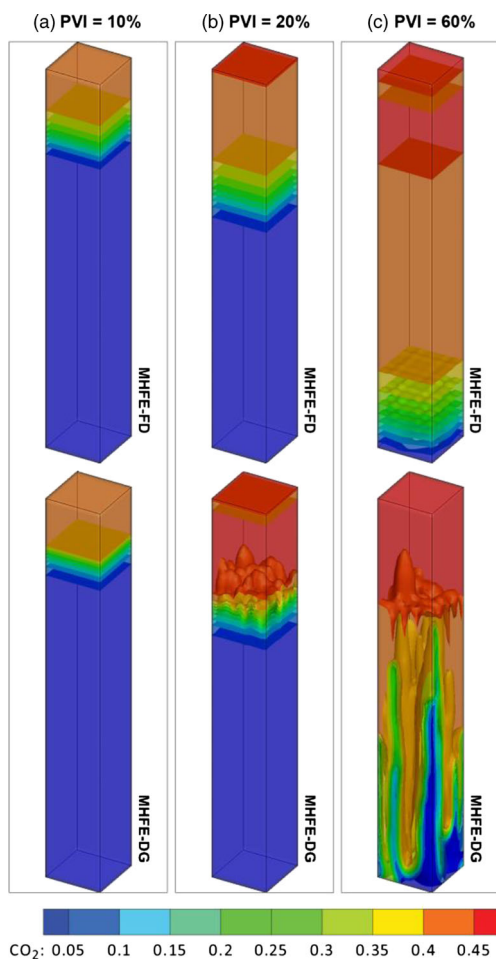 (a) PVI = 10% (b) PVI = 20% (c) PVI = 60%
MHFE-FD MHFE-FD MHFE-FD
MHFE-DG MHFE-DG MHFE-DG
CO₂: 0.05 0.1 0.15 0.2 0.25 0.3 0.35 0.4 0.45